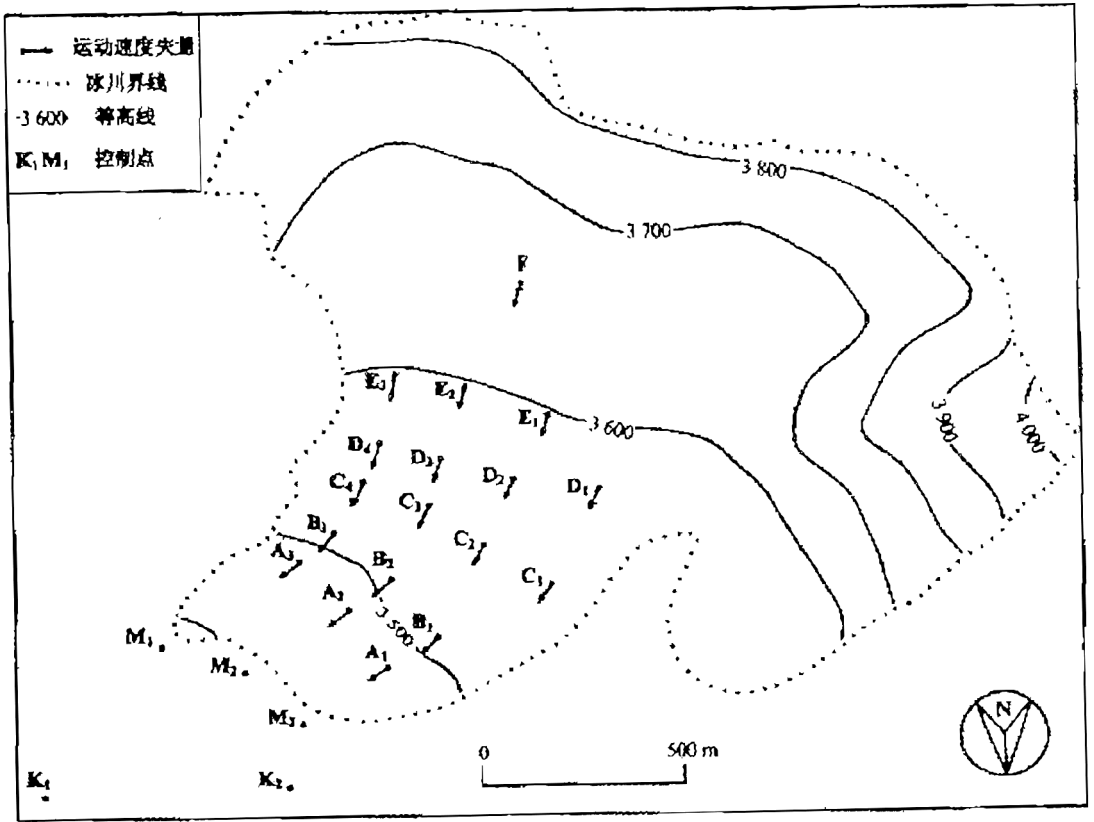 运动速度矢量
冰川界线
3 600 等高线
K₁ M₁ 控制点
3 800
3 700
F
E₃ E₂ E₁
3 600
3 900
4 000
D₄ D₃ D₂ D₁
C₄ C₃ C₂ C₁
B₃ B₂ B₁
A₃ A₂ A₁
3 500
M₁ M₂ M₃
N
0 500 m
K₁ K₂